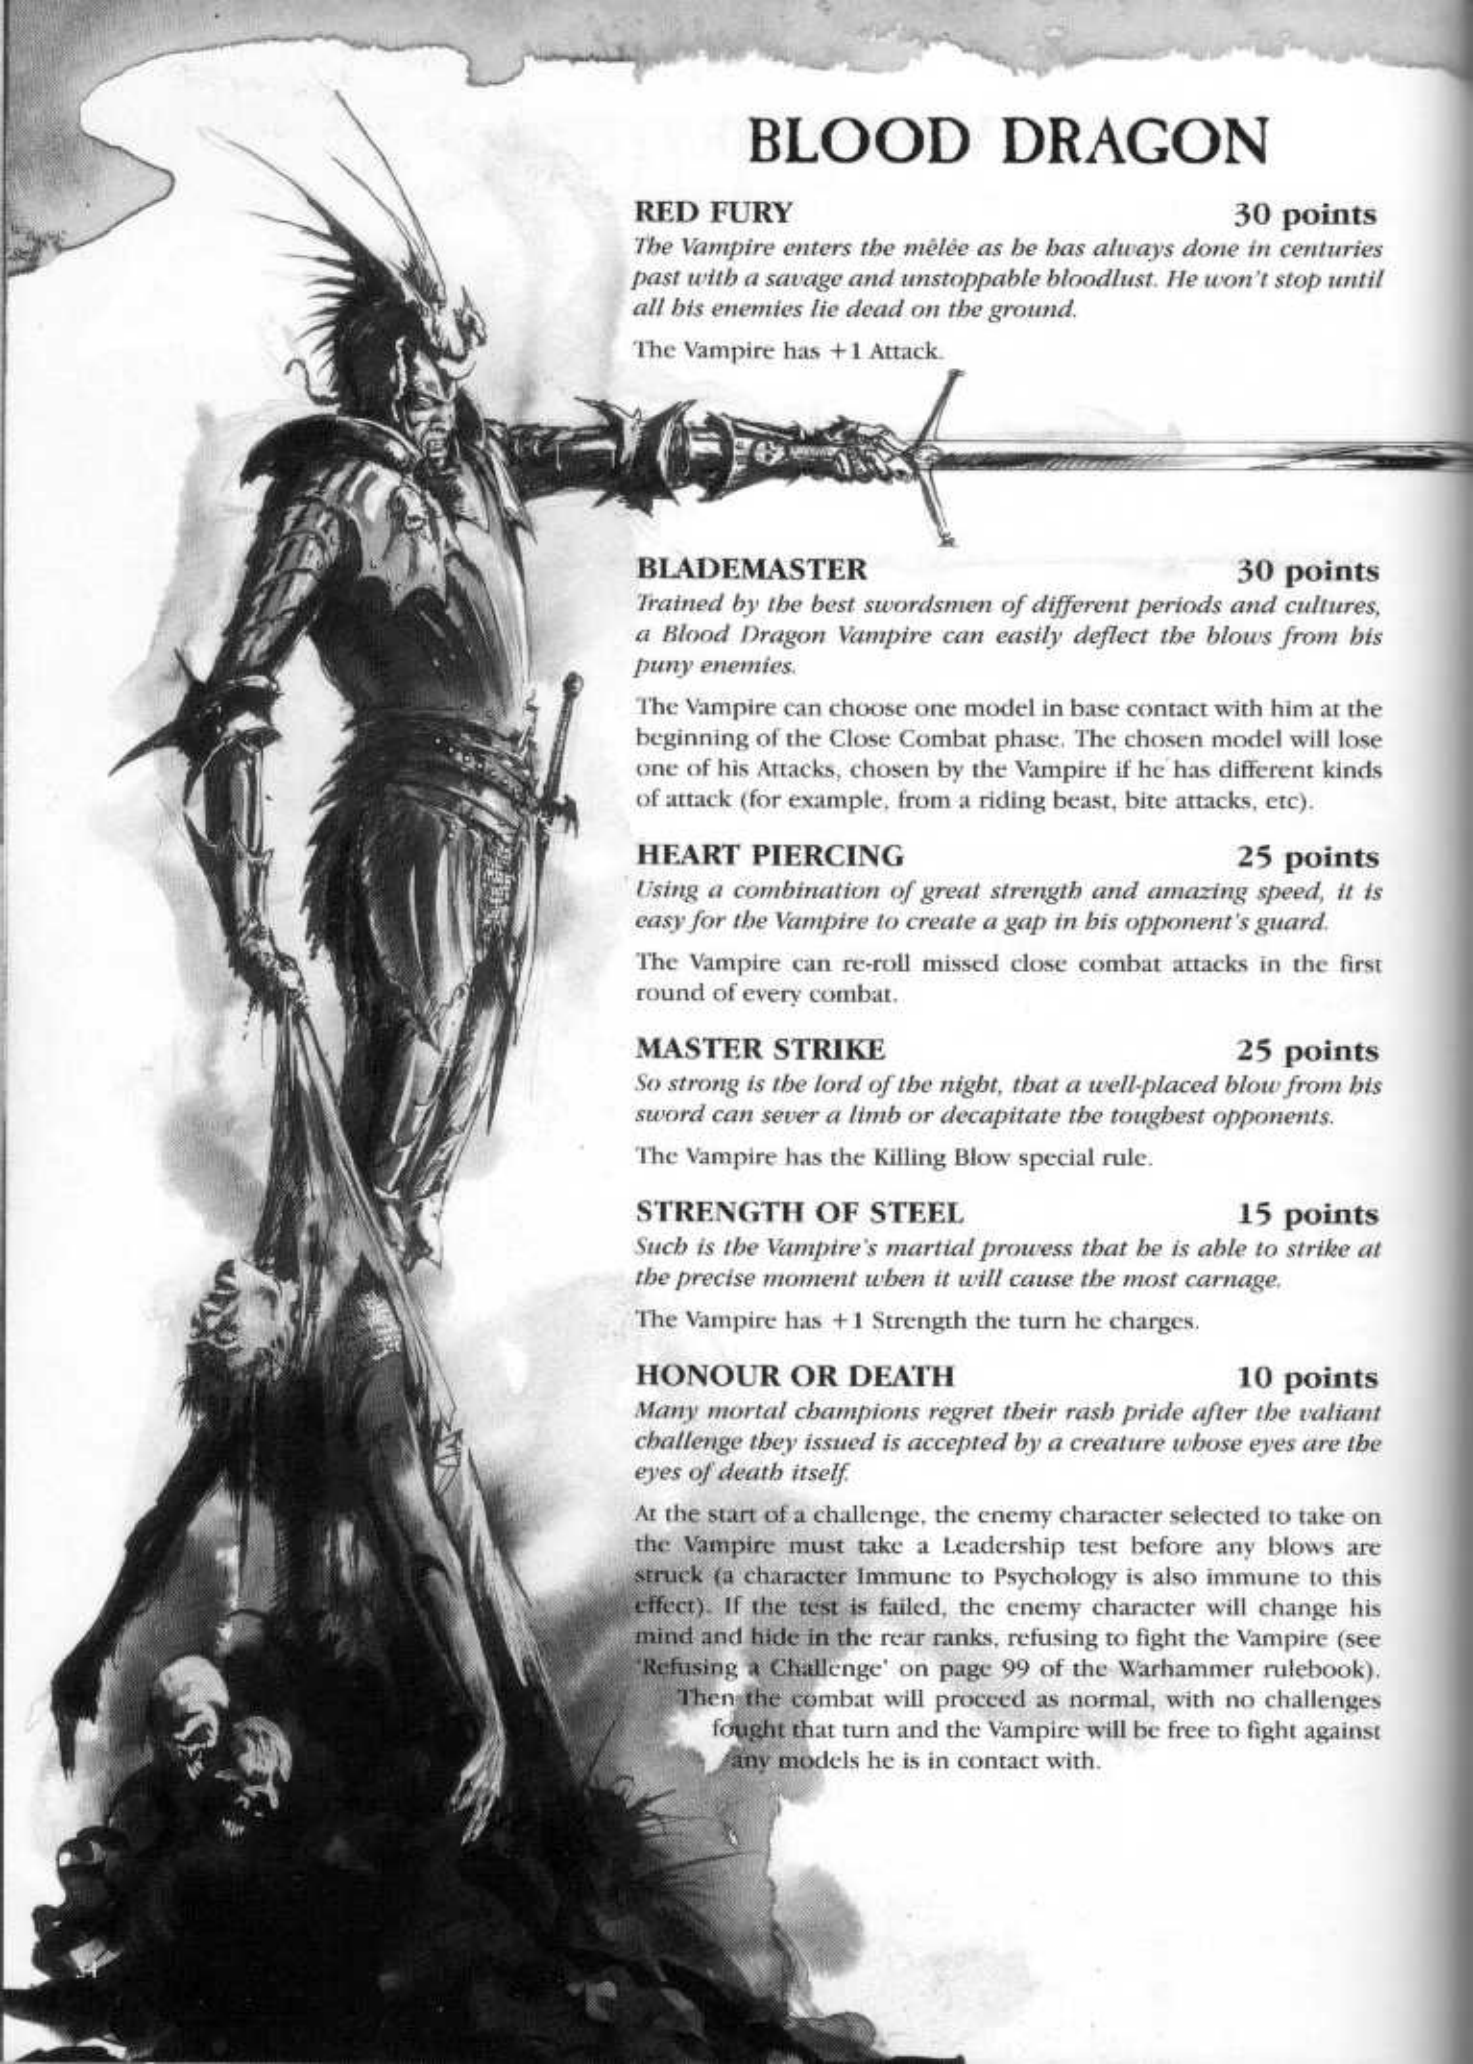 BLOOD DRAGON
RED FURY 30 points
The Vampire enters the mêlée as he has always done in centuries
past with a savage and unstoppable bloodlust. He won't stop until
all his enemies lie dead on the ground.
The Vampire has +1 Attack.
BLADEMASTER 30 points
Trained by the best swordsmen of different periods and cultures,
a Blood Dragon Vampire can easily deflect the blows from his
puny enemies.
The Vampire can choose one model in base contact with him at the
beginning of the Close Combat phase. The chosen model will lose
one of his Attacks, chosen by the Vampire if he has different kinds
of attack (for example, from a riding beast, bite attacks, etc).
HEART PIERCING 25 points
Using a combination of great strength and amazing speed, it is
easy for the Vampire to create a gap in his opponent's guard.
The Vampire can re-roll missed close combat attacks in the first
round of every combat.
MASTER STRIKE 25 points
So strong is the lord of the night, that a well-placed blow from his
sword can sever a limb or decapitate the toughest opponents.
The Vampire has the Killing Blow special rule.
STRENGTH OF STEEL 15 points
Such is the Vampire's martial prowess that he is able to strike at
the precise moment when it will cause the most carnage.
The Vampire has +1 Strength the turn he charges.
HONOUR OR DEATH 10 points
Many mortal champions regret their rash pride after the valiant
challenge they issued is accepted by a creature whose eyes are the
eyes of death itself.
At the start of a challenge, the enemy character selected to take on
the Vampire must take a Leadership test before any blows are
struck (a character Immune to Psychology is also immune to this
effect). If the test is failed, the enemy character will change his
mind and hide in the rear ranks, refusing to fight the Vampire (see
'Refusing a Challenge' on page 99 of the Warhammer rulebook).
Then the combat will proceed as normal, with no challenges
fought that turn and the Vampire will be free to fight against
any models he is in contact with.